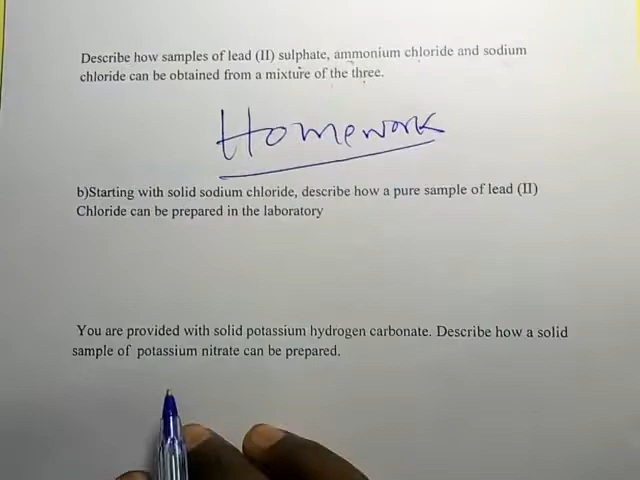 Describe how samples of lead (II) sulphate, ammonium chloride and sodium
chloride can be obtained from a mixture of the three.
Homework
b)Starting with solid sodium chloride, describe how a pure sample of lead (II)
Chloride can be prepared in the laboratory
You are provided with solid potassium hydrogen carbonate. Describe how a solid
sample of potassium nitrate can be prepared.